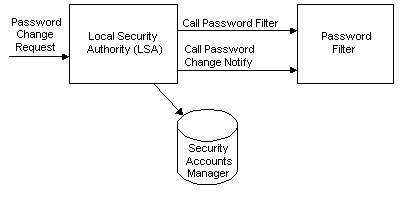 Password
Change
Request
Local Security
Authority (LSA)
Call Password Filter
Call Password
Change Notify
Password
Filter
Security
Accounts
Manager